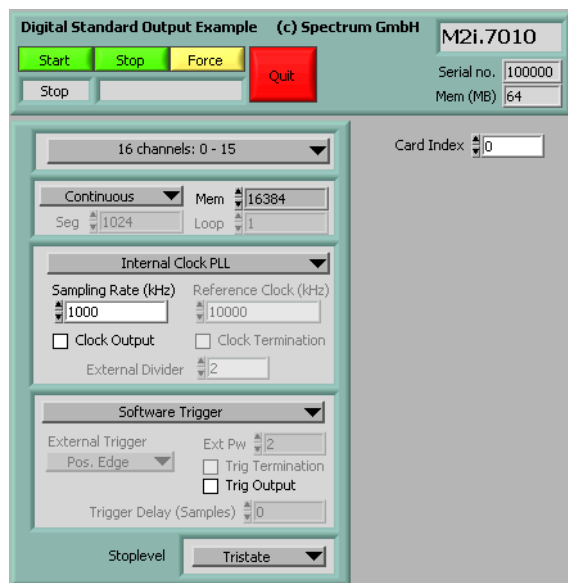 Digital Standard Output Example (c) Spectrum GmbH
M2i.7010
Start Stop Force
Quit
Serial no. 100000
Stop
Mem (MB) 64
16 channels: 0 - 15
Card Index 0
Continuous Mem 16384
Seg 1024 Loop 1
Internal Clock PLL
Sampling Rate (kHz) Reference Clock (kHz)
1000 10000
Clock Output Clock Termination
External Divider 2
Software Trigger
External Trigger Ext Pw 2
Pos. Edge Trig Termination
Trig Output
Trigger Delay (Samples) 0
Stoplevel Tristate